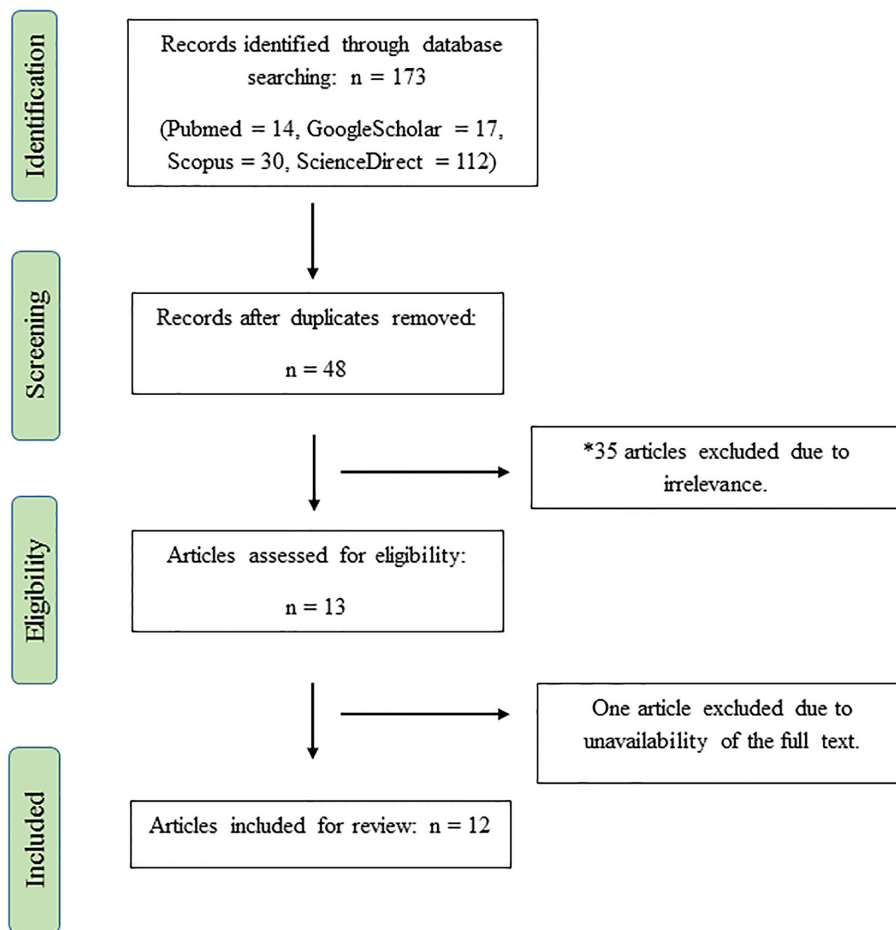 Identification
Records identified through database
searching: n = 173
(Pubmed = 14, GoogleScholar = 17,
Scopus = 30, ScienceDirect = 112)
Screening
Records after duplicates removed:
n = 48
*35 articles excluded due to
irrelevance.
Eligibility
Articles assessed for eligibility:
n = 13
One article excluded due to
unavailability of the full text.
Included
Articles included for review: n = 12